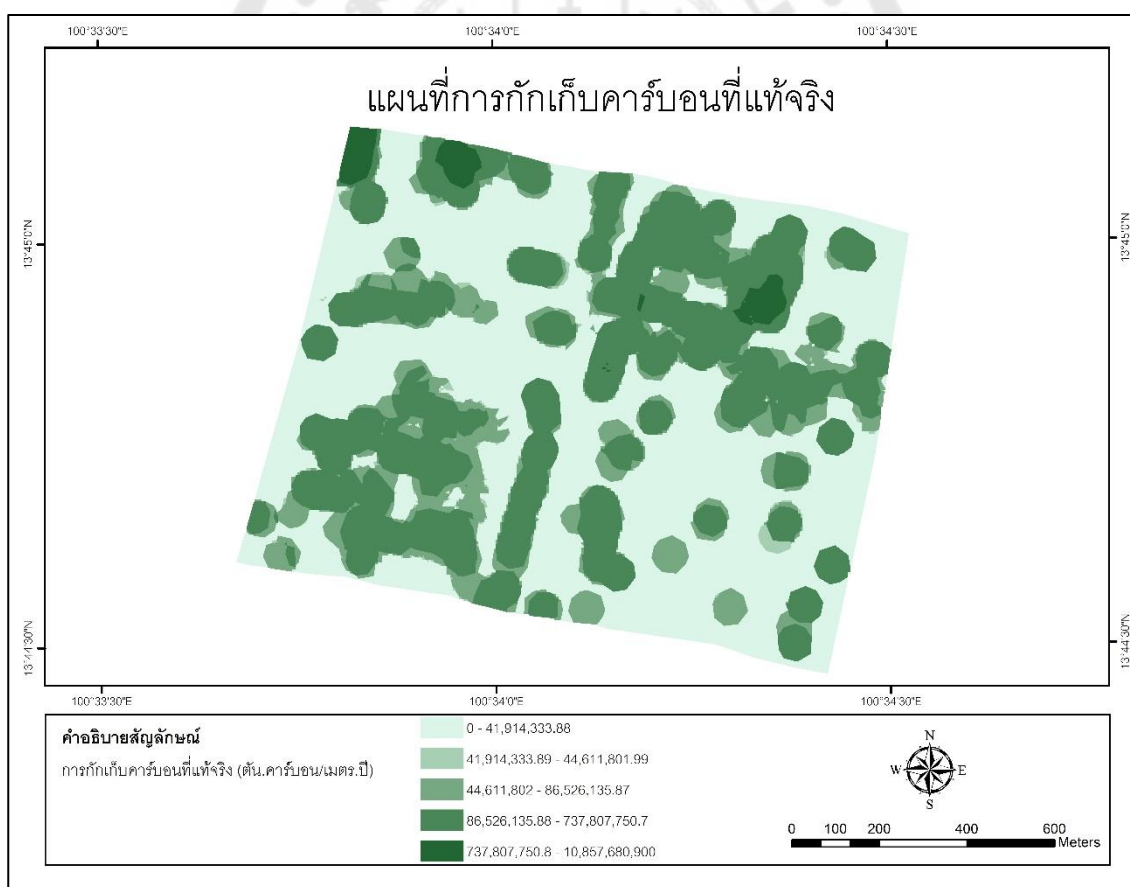 100°33'30"E 100°34'0"E 100°34'30"E
แผนที่การกักเก็บคาร์บอนที่แท้จริง
13°45'0"N 13°45'0"N
13°44'30"N 13°44'30"N
100°33'30"E 100°34'0"E 100°34'30"E
คำอธิบายสัญลักษณ์
การกักเก็บคาร์บอนที่แท้จริง (ตัน.คาร์บอน/เมตร.ปี)
0 - 41,914,333.88
41,914,333.89 - 44,611,801.99
44,611,802 - 86,526,135.87
86,526,135.88 - 737,807,750.7
737,807,750.8 - 10,857,680,900
N
W E
S
0 100 200 400 600
Meters